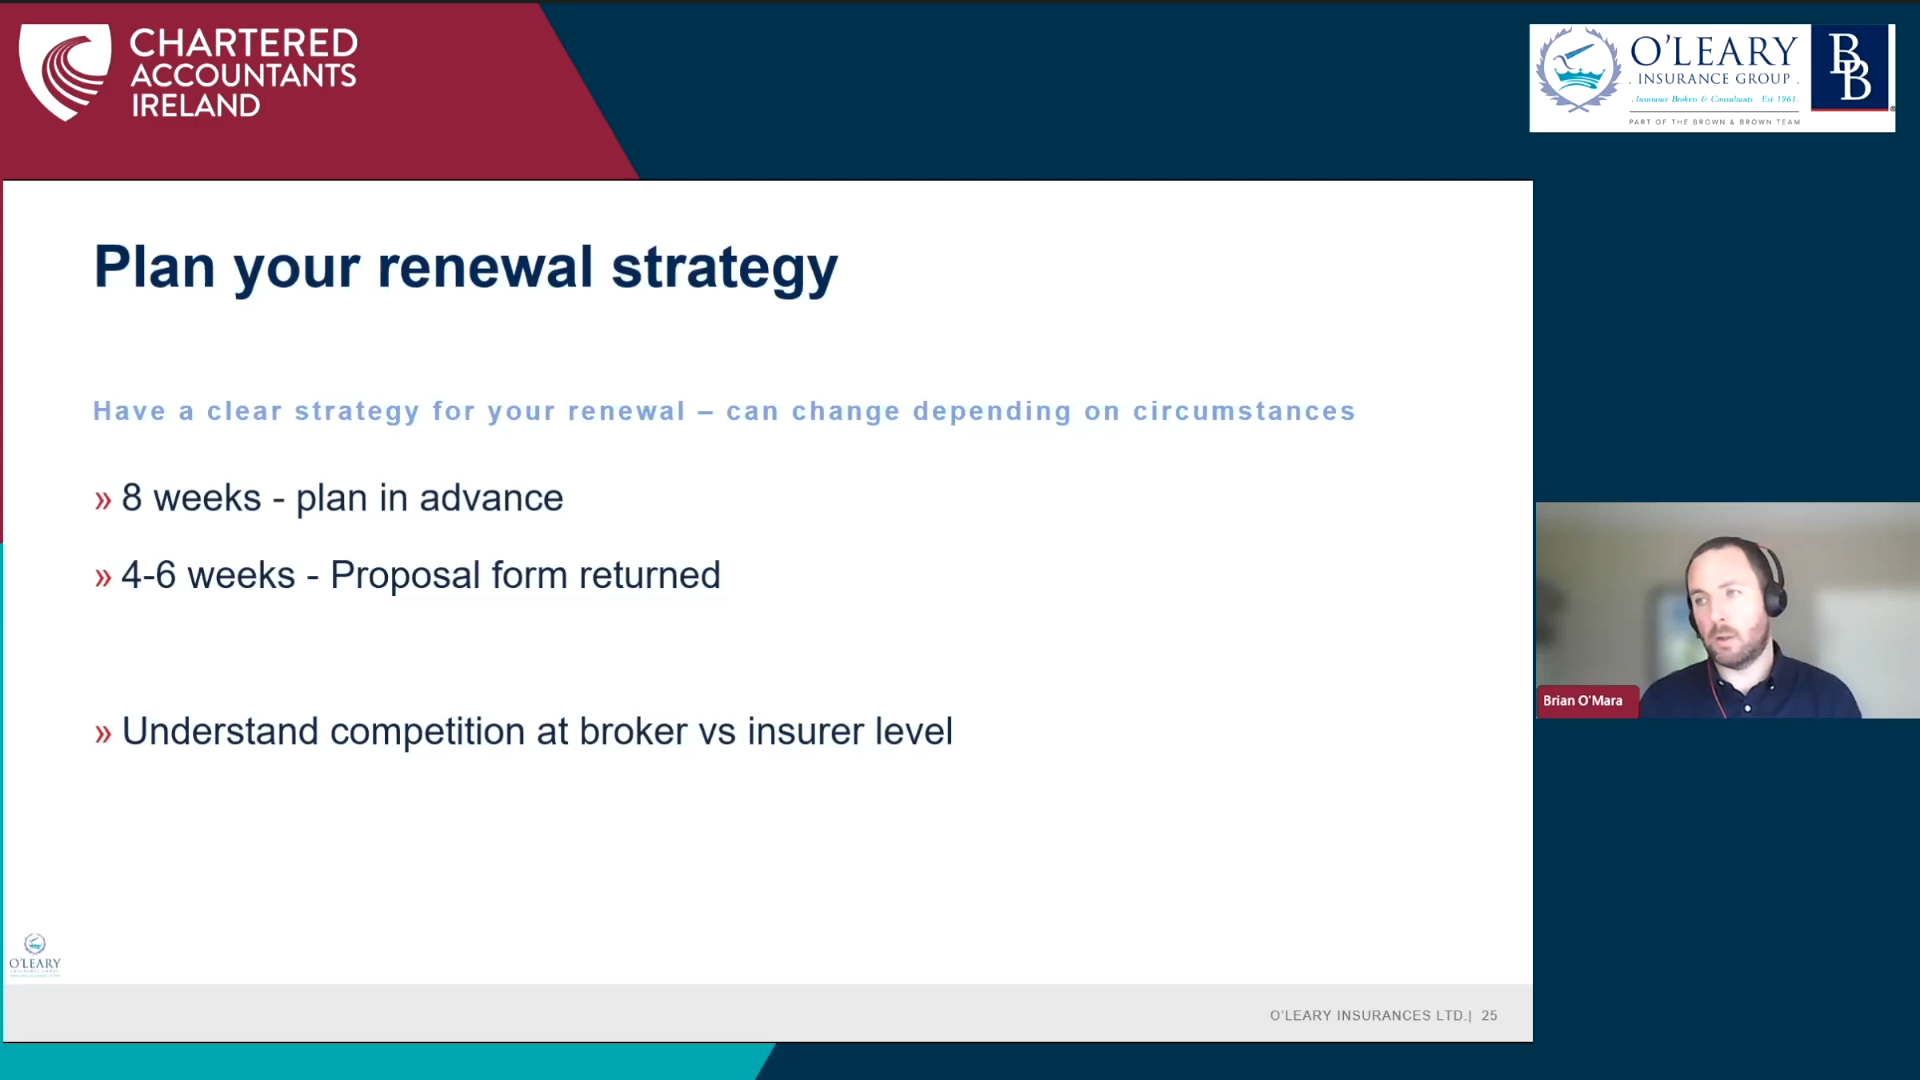 CHARTERED
ACCOUNTANTS
IRELAND
O'LEARY
. INSURANCE GROUP .
. Insurance Brokers & Consultants Est.1961.
PART OF THE BROWN & BROWN TEAM
BB
Plan your renewal strategy
Have a clear strategy for your renewal – can change depending on circumstances
» 8 weeks - plan in advance
» 4-6 weeks - Proposal form returned
» Understand competition at broker vs insurer level
Brian O'Mara
O'LEARY
O'LEARY INSURANCES LTD.| 25